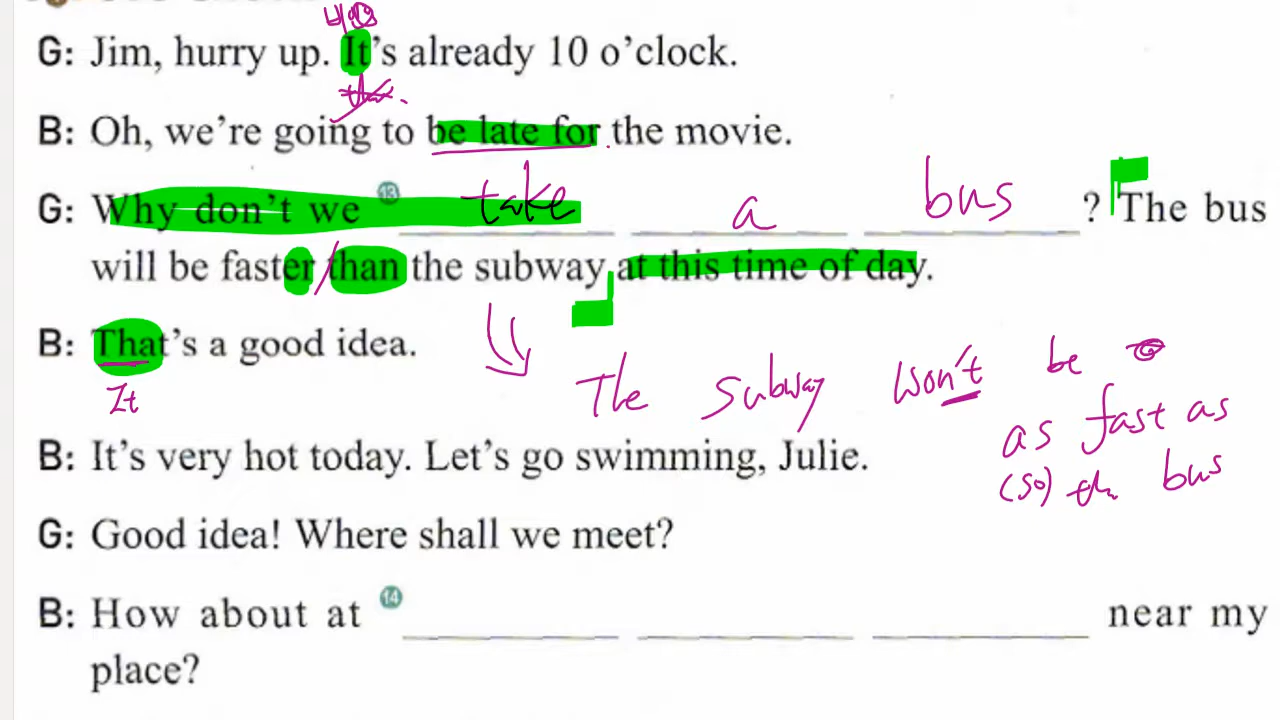 G: Jim, hurry up. It's already 10 o'clock.
B: Oh, we're going to be late for the movie.
G: Why don't we ⑬ take a bus ? The bus
will be faster / than the subway at this time of day.
B: That's a good idea.
It
The subway won't be
as fast as
(so) the bus
B: It's very hot today. Let's go swimming, Julie.
G: Good idea! Where shall we meet?
B: How about at ⑭ near my
place?